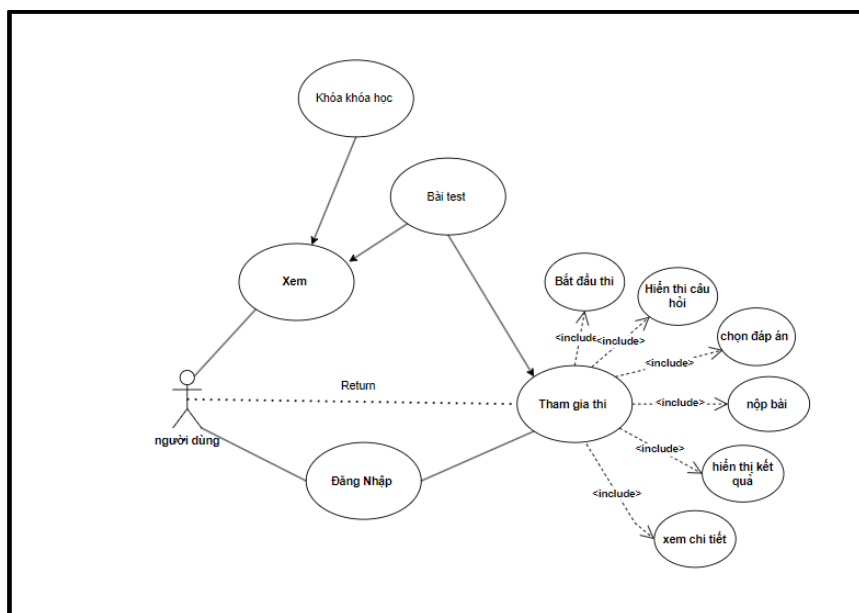 Khóa khóa học
Bài test
Xem
Bắt đầu thi
Hiển thi câu
hỏi
<include
<include>
chọn đáp án
<include>
Return
Tham gia thi
<include>
nộp bài
người dùng
<include>
hiển thị kết
quả
Đăng Nhập
<include>
xem chi tiết